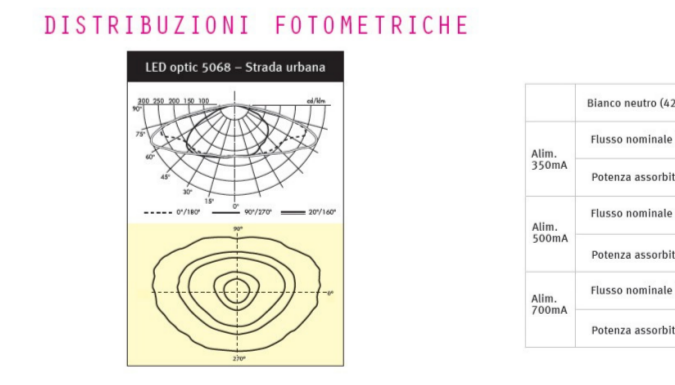 DISTRIBUZIONI FOTOMETRICHE
LED optic 5068 – Strada urbana
300 250 200 150 100 cd/klm
90°
75°
60°
45°
30°
15°
0°
0°/180° 90°/270° 20°/160°
90°
0°
270°
Bianco neutro (42
Alim.
350mA
Flusso nominale
Potenza assorbit
Alim.
500mA
Flusso nominale
Potenza assorbit
Alim.
700mA
Flusso nominale
Potenza assorbit